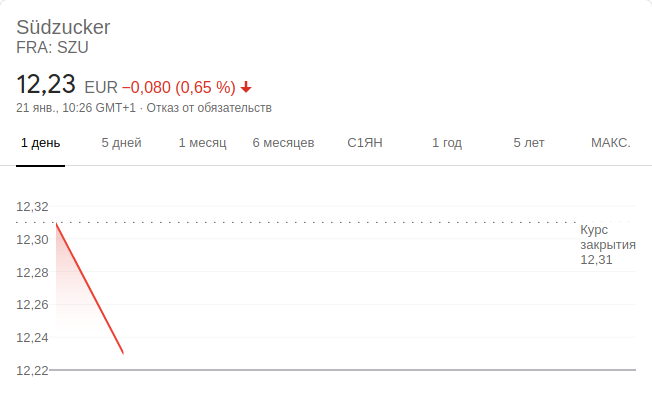 Südzucker
FRA: SZU
12,23 EUR −0,080 (0,65 %)
21 янв., 10:26 GMT+1 · Отказ от обязательств
1 день 5 дней 1 месяц 6 месяцев С1ЯН 1 год 5 лет МАКС.
12,32
12,30
12,28
12,26
12,24
12,22
Курс
закрытия
12,31